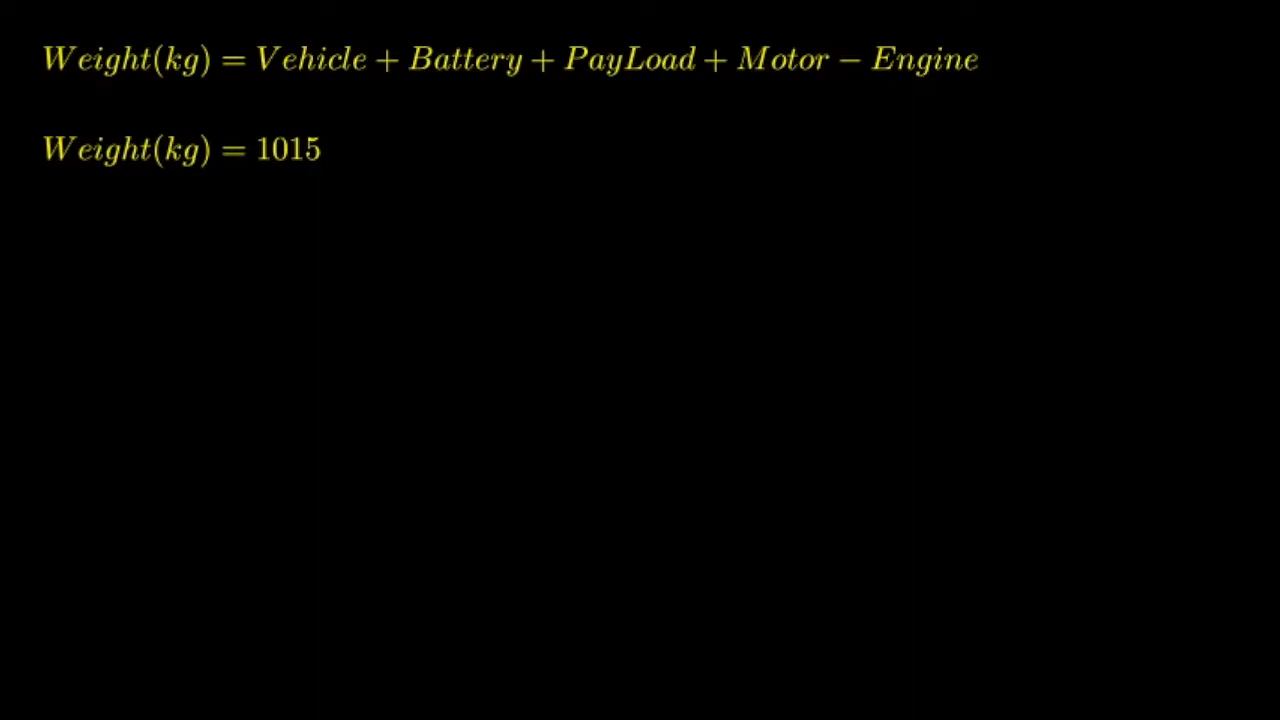 Weight(kg) = Vehicle + Battery + PayLoad + Motor − Engine
Weight(kg) = 1015